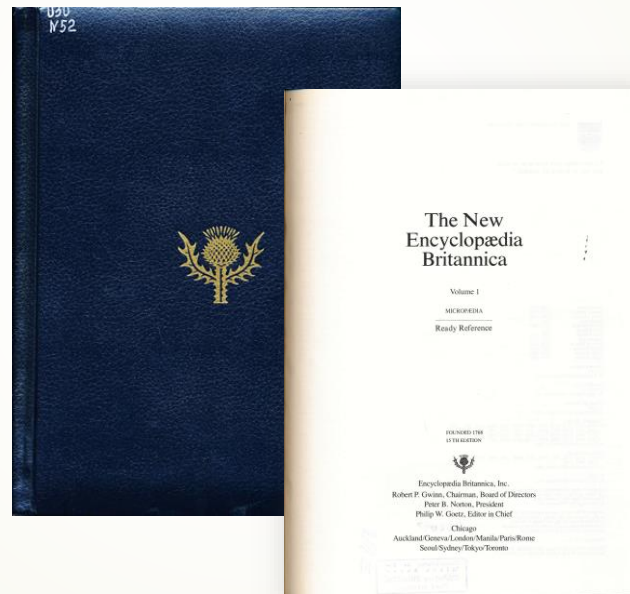 N52
The New
Encyclopædia
Britannica
Volume 1
MICROPÆDIA
Ready Reference
FOUNDED 1768
15TH EDITION
Encyclopædia Britannica, Inc.
Robert P. Gwinn, Chairman, Board of Directors
Peter B. Norton, President
Philip W. Goetz, Editor in Chief
Chicago
Auckland/Geneva/London/Manila/Paris/Rome
Seoul/Sydney/Tokyo/Toronto